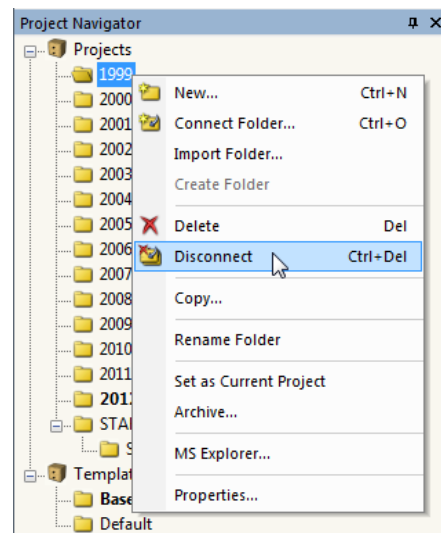 Project Navigator
Projects
1999
2000
2001
2002
2003
2004
2005
2006
2007
2008
2009
2010
2011
201
STA
S
Templat
Base
Default
New... Ctrl+N
Connect Folder... Ctrl+O
Import Folder...
Create Folder
Delete Del
Disconnect Ctrl+Del
Copy...
Rename Folder
Set as Current Project
Archive...
MS Explorer...
Properties...